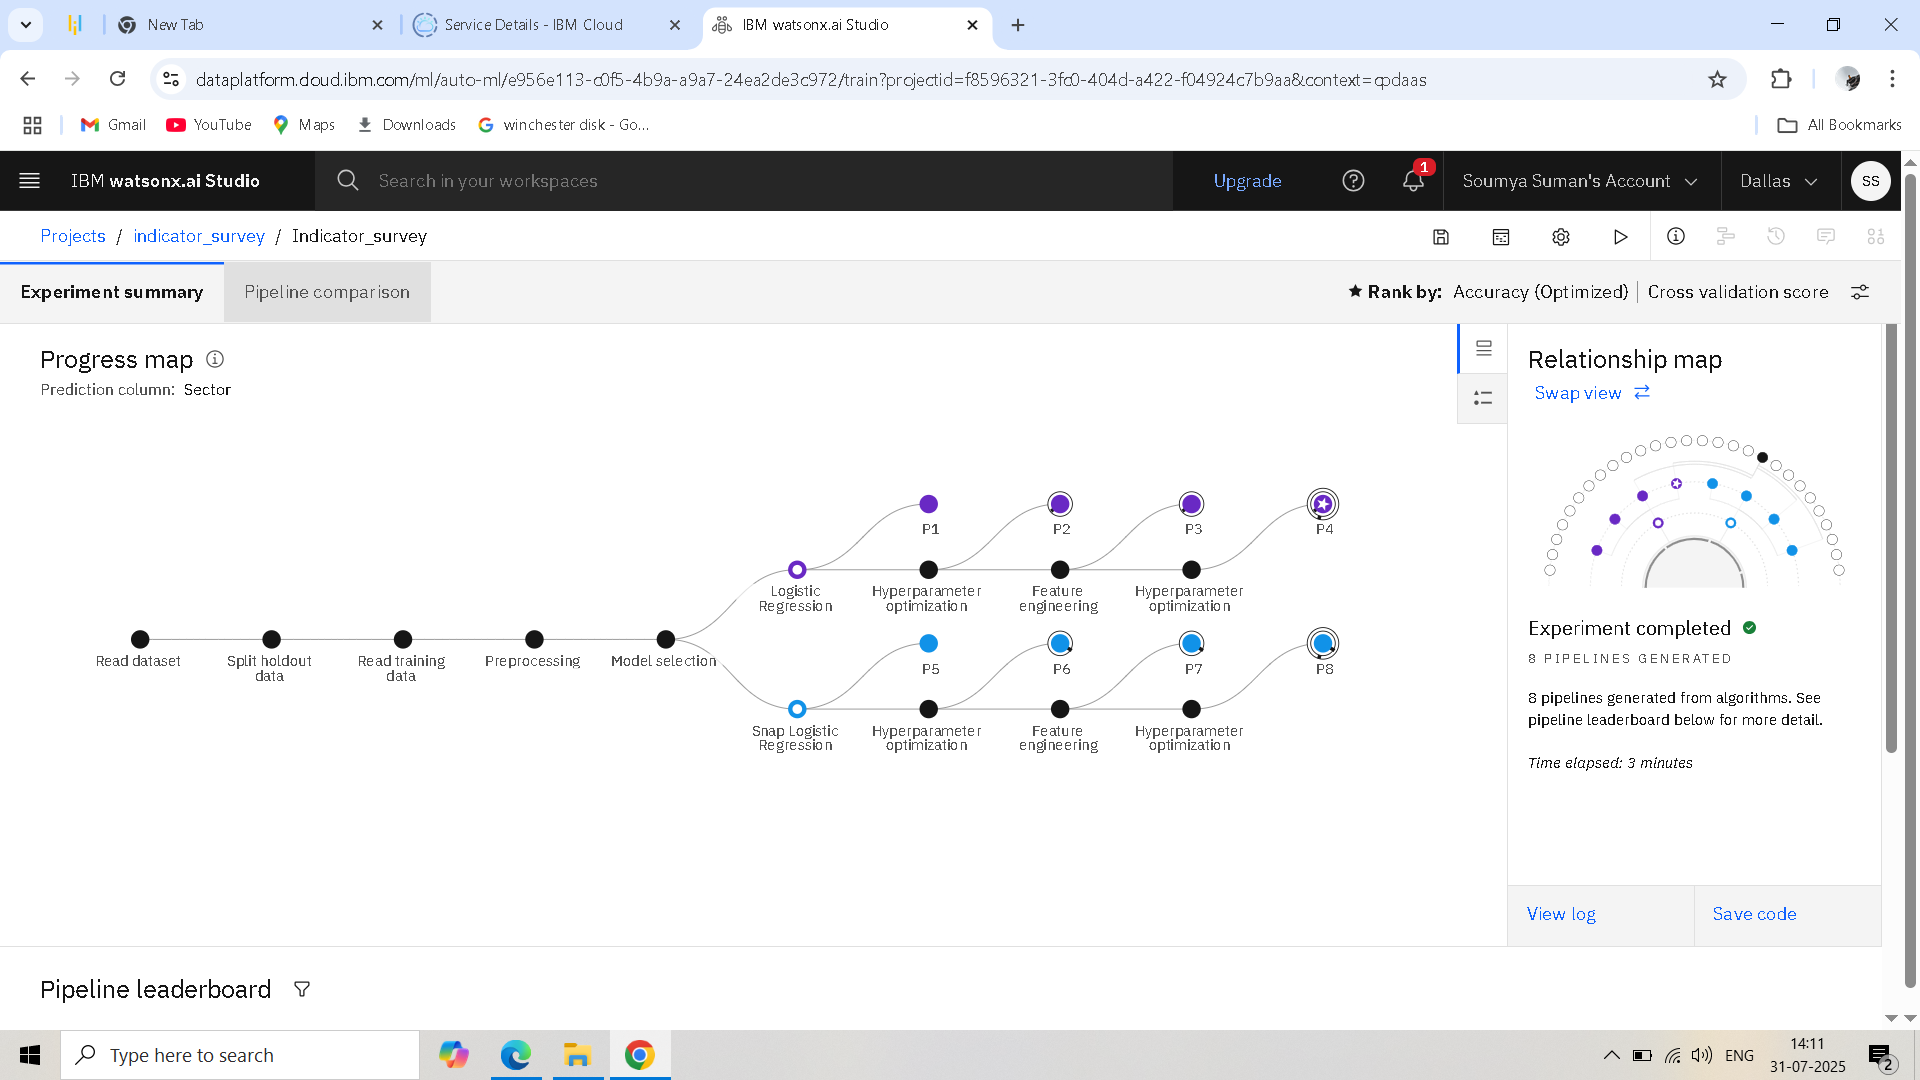 New Tab
Service Details - IBM Cloud
IBM watsonx.ai Studio
dataplatform.cloud.ibm.com/ml/auto-ml/e956e113-c0f5-4b9a-a9a7-24ea2de3c972/train?projectid=f8596321-3fc0-404d-a422-f04924c7b9aa&context=cpdaas
Gmail
YouTube
Maps
Downloads
winchester disk - Go...
All Bookmarks
IBM watsonx.ai Studio
Search in your workspaces
Upgrade
1
Soumya Suman's Account
Dallas
SS
Projects / indicator_survey / Indicator_survey
Experiment summary
Pipeline comparison
Rank by: Accuracy (Optimized) | Cross validation score
Progress map
Prediction column: Sector
P1
P2
P3
P4
Logistic
Regression
Hyperparameter
optimization
Feature
engineering
Hyperparameter
optimization
Read dataset
Split holdout
data
Read training
data
Preprocessing
Model selection
P5
P6
P7
P8
Snap Logistic
Regression
Hyperparameter
optimization
Feature
engineering
Hyperparameter
optimization
Relationship map
Swap view
Experiment completed
8 PIPELINES GENERATED
8 pipelines generated from algorithms. See
pipeline leaderboard below for more detail.
Time elapsed: 3 minutes
View log
Save code
Pipeline leaderboard
Type here to search
ENG
14:11
31-07-2025
2